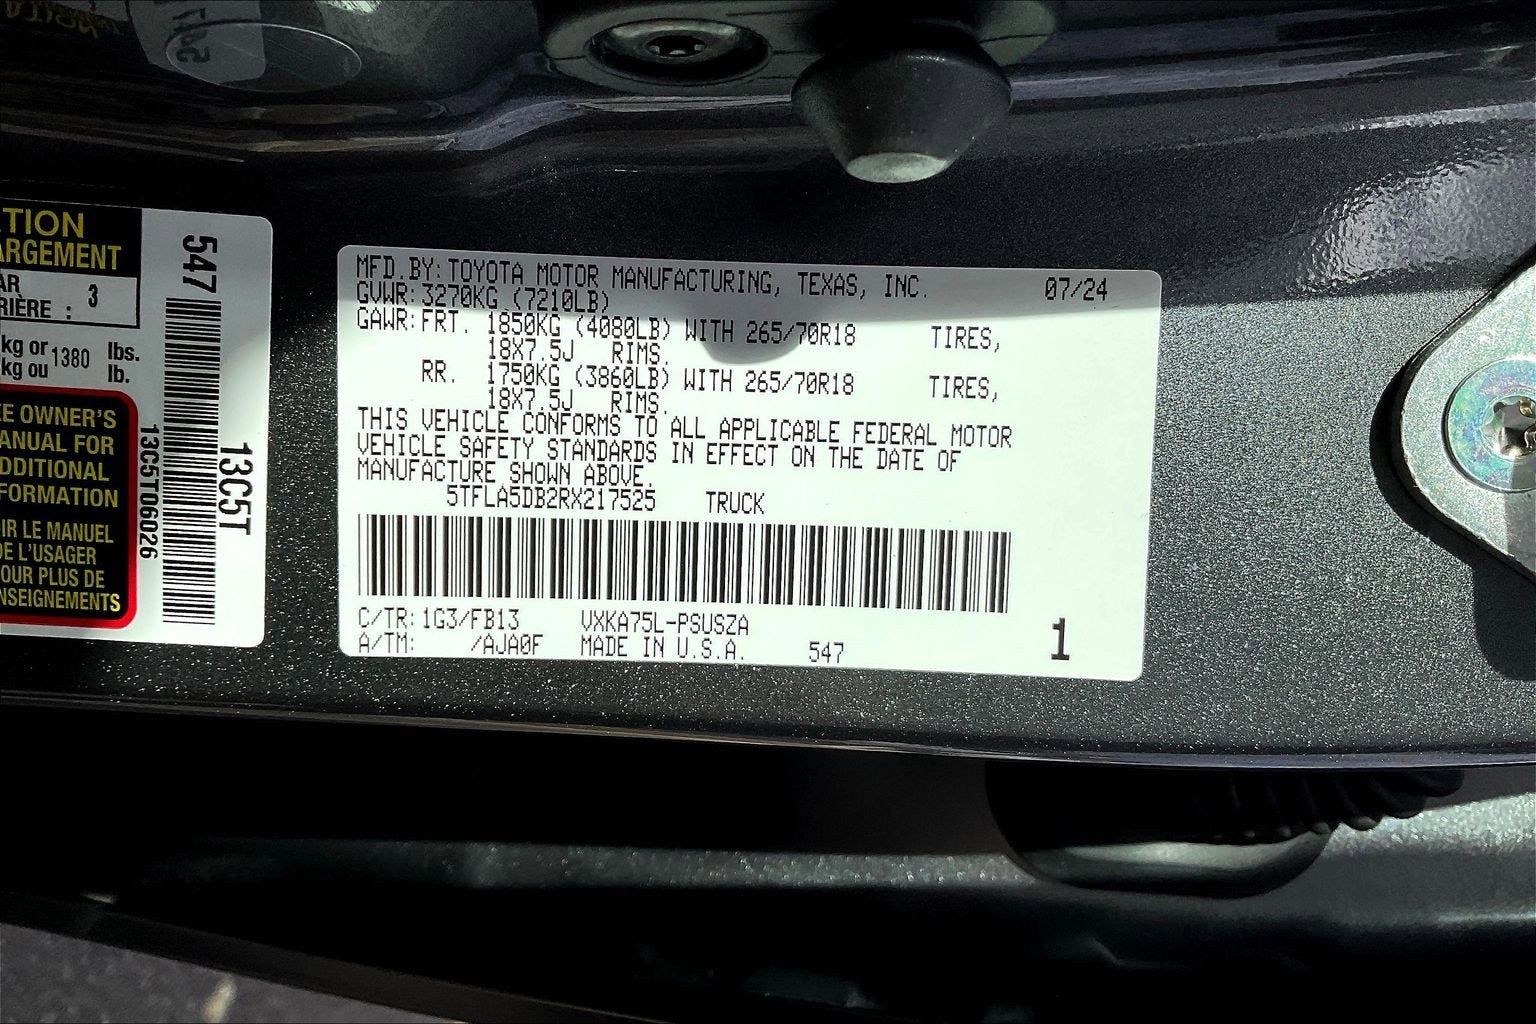 TION
ARGEMENT
AR
RIÈRE : 3
kg or 1380 lbs.
kg ou lb.
EE OWNER'S
ANUAL FOR
DDITIONAL
FORMATION
IR LE MANUEL
DE L'USAGER
OUR PLUS DE
ENSEIGNEMENTS
547
13C5T06026
13C5T
MFD.BY:TOYOTA MOTOR MANUFACTURING, TEXAS, INC. 07/24
GVWR:3270KG (7210LB)
GAWR:FRT. 1850KG (4080LB) WITH 265/70R18 TIRES,
18X7.5J RIMS.
RR. 1750KG (3860LB) WITH 265/70R18 TIRES,
18X7.5J RIMS.
THIS VEHICLE CONFORMS TO ALL APPLICABLE FEDERAL MOTOR
VEHICLE SAFETY STANDARDS IN EFFECT ON THE DATE OF
MANUFACTURE SHOWN ABOVE.
5TFLA5DB2RX217525 TRUCK
C/TR:1G3/FB13 VXKA75L-PSUSZA
A/TM: /AJA0F MADE IN U.S.A. 547 1